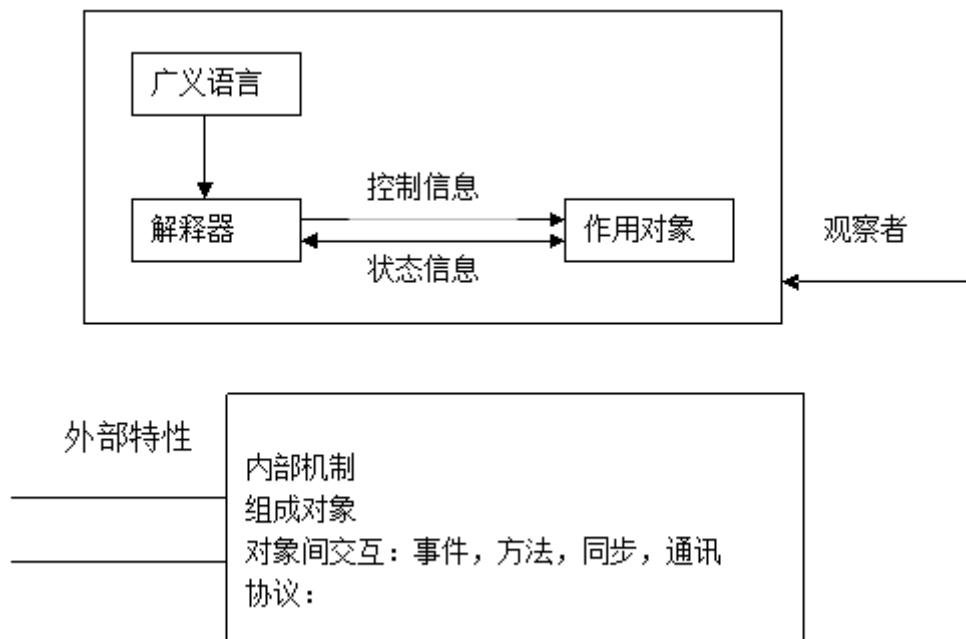 广义语言
控制信息
解释器
作用对象
观察者
状态信息
外部特性
内部机制
组成对象
对象间交互：事件，方法，同步，通讯
协议：